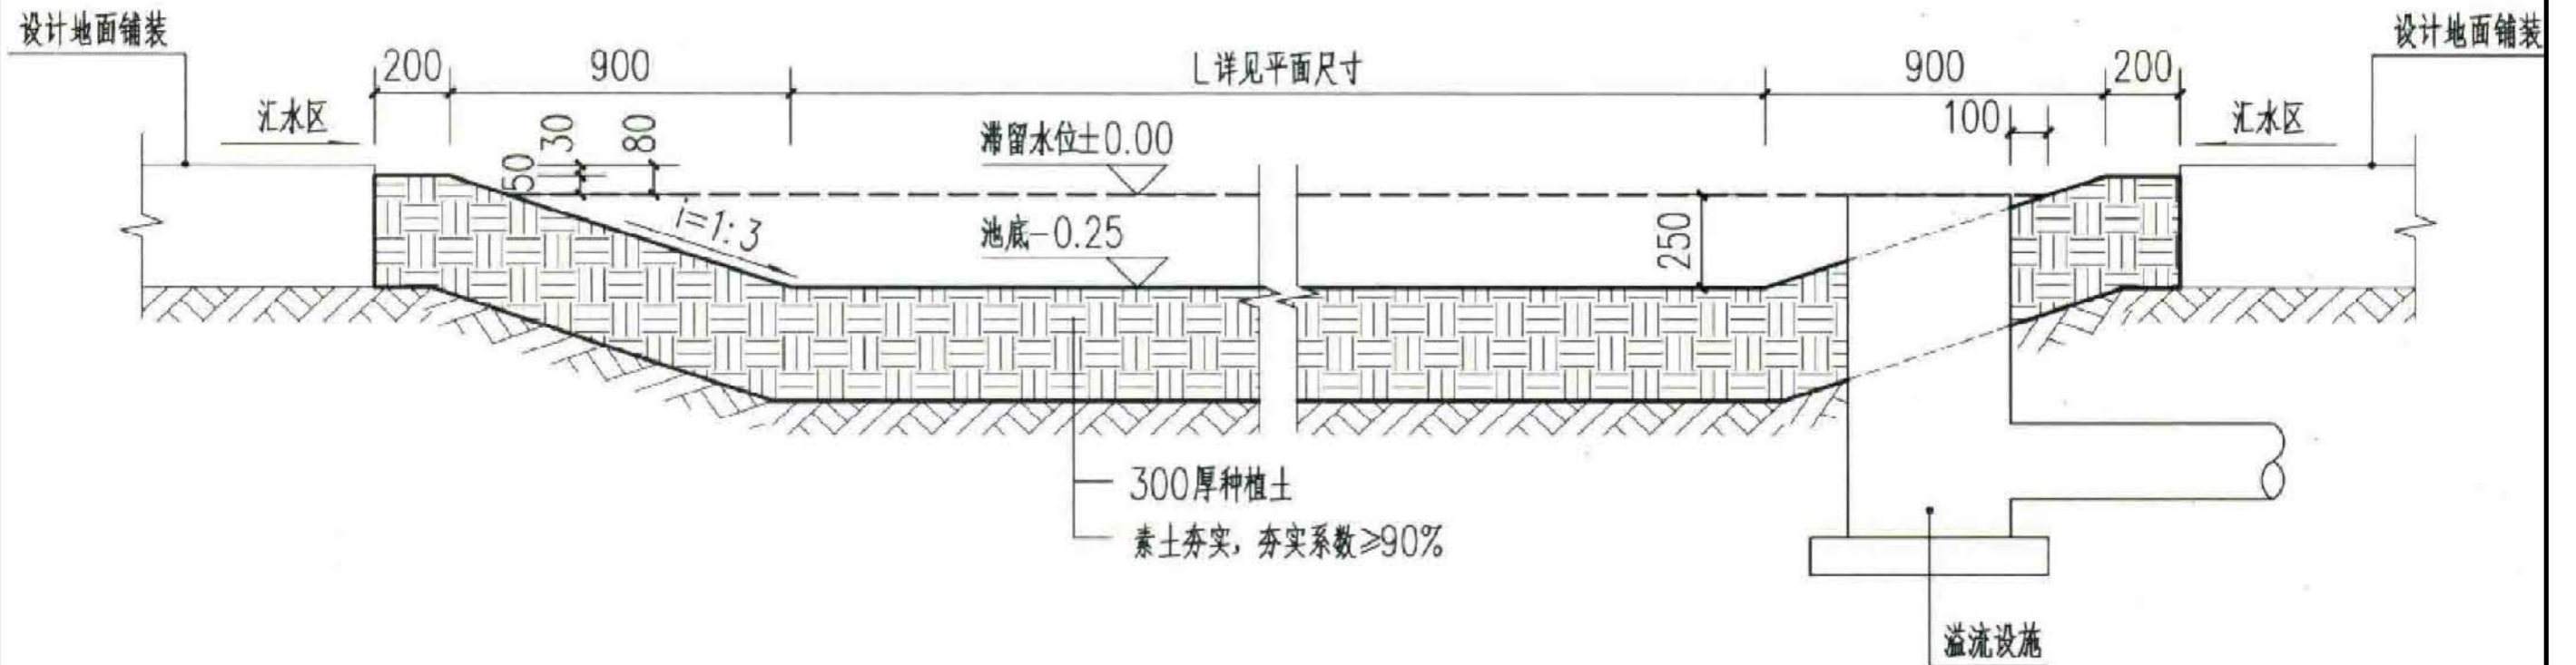 设计地面铺装
设计地面铺装
200
900
L详见平面尺寸
900
200
汇水区
50
30
80
滞留水位±0.00
100
汇水区
i=1:3
池底-0.25
250
300厚种植土
素土夯实，夯实系数≥90%
溢流设施